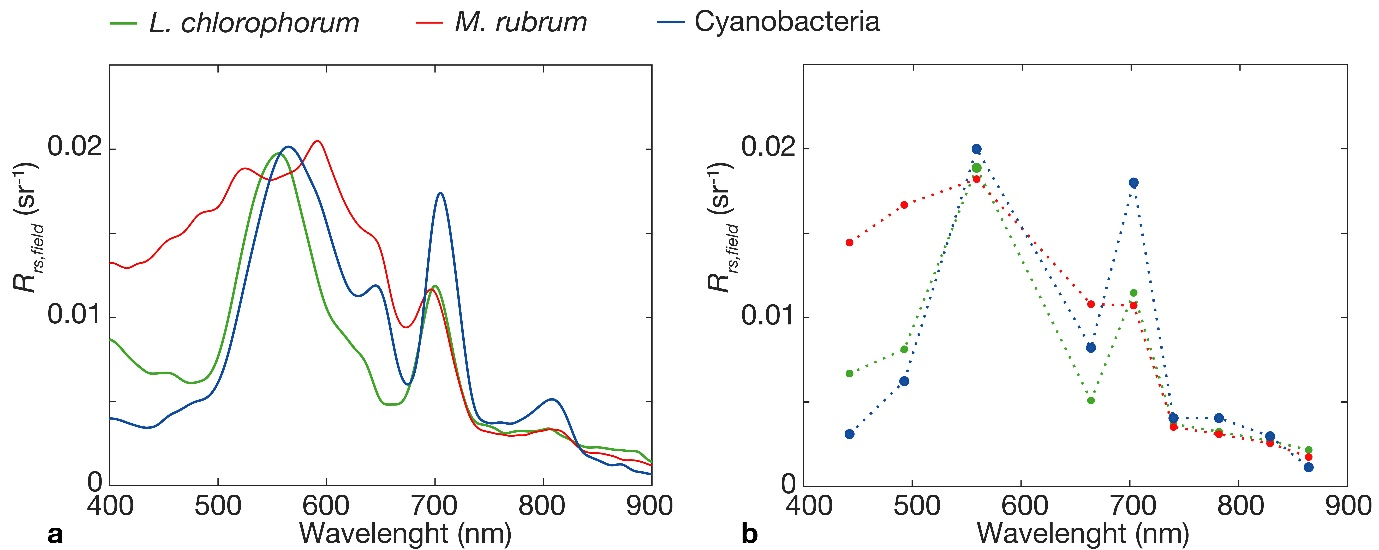 L. chlorophorum M. rubrum Cyanobacteria
0.02
0.01
0
R rs,field (sr⁻¹)
400 500 600 700 800 900
Wavelenght (nm)
a
0.02
0.01
0
R rs,field (sr⁻¹)
400 500 600 700 800 900
Wavelenght (nm)
b